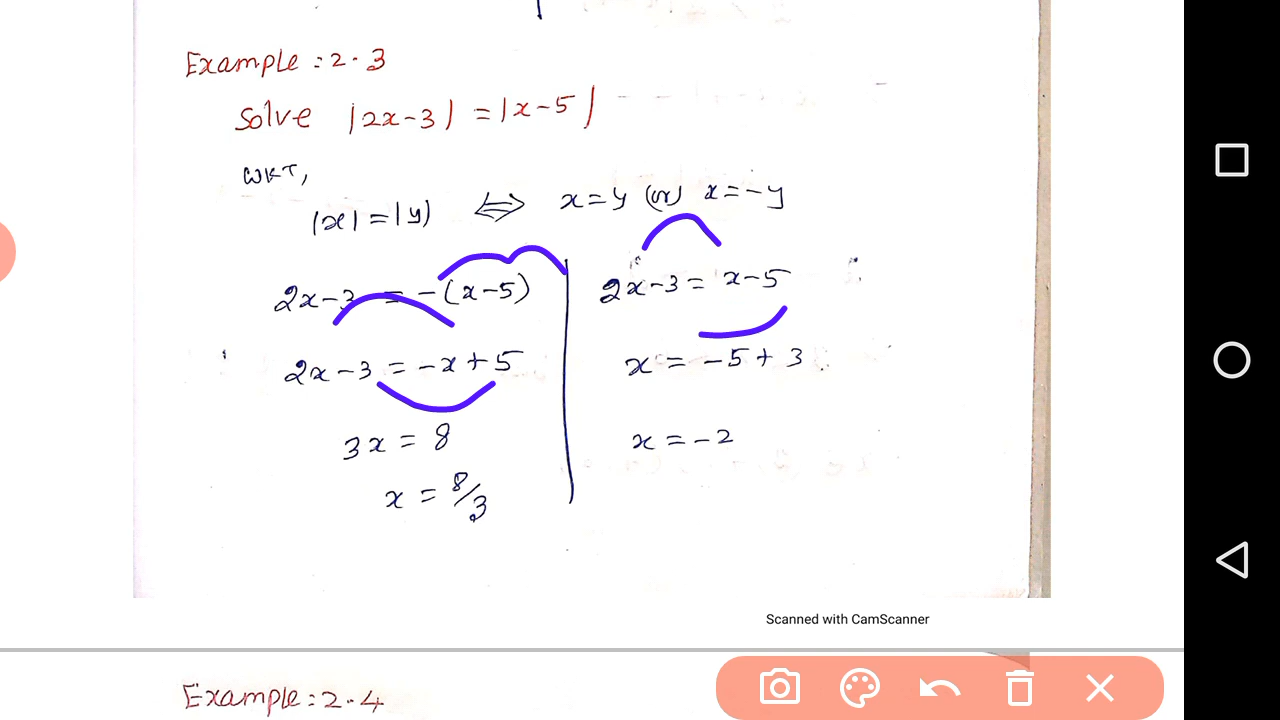 Example : 2.3
Solve |2x-3| = |x-5|
WKT,
|x| = |y| ⇔ x = y (or) x = -y
2x-3 = -(x-5)
2x-3 = -x+5
3x = 8
x = 8/3
2x-3 = x-5
x = -5+3
x = -2
Scanned with CamScanner
Example : 2.4